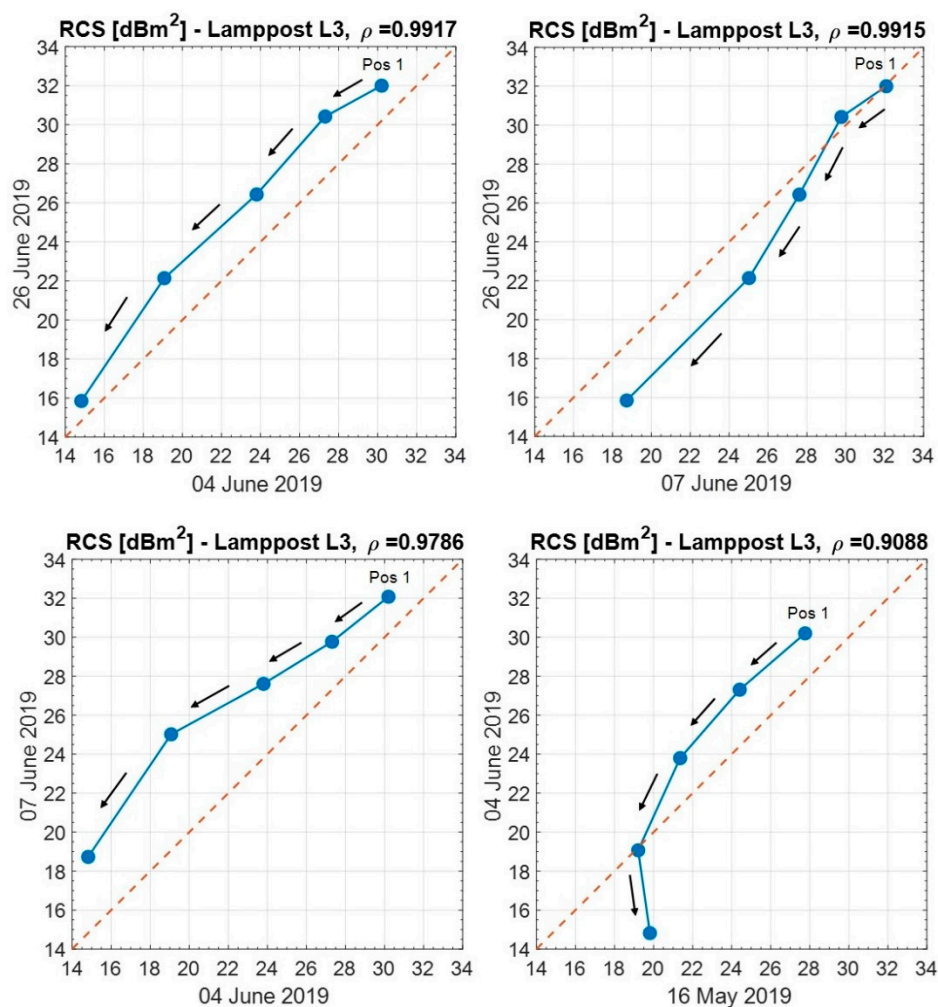 RCS [dBm²] - Lamppost L3, ρ =0.9917
Pos 1
34
32
30
28
26
24
22
20
18
16
14
26 June 2019
14 16 18 20 22 24 26 28 30 32 34
04 June 2019
RCS [dBm²] - Lamppost L3, ρ =0.9915
Pos 1
34
32
30
28
26
24
22
20
18
16
14
26 June 2019
14 16 18 20 22 24 26 28 30 32 34
07 June 2019
RCS [dBm²] - Lamppost L3, ρ =0.9786
Pos 1
34
32
30
28
26
24
22
20
18
16
14
07 June 2019
14 16 18 20 22 24 26 28 30 32 34
04 June 2019
RCS [dBm²] - Lamppost L3, ρ =0.9088
Pos 1
34
32
30
28
26
24
22
20
18
16
14
04 June 2019
14 16 18 20 22 24 26 28 30 32 34
16 May 2019